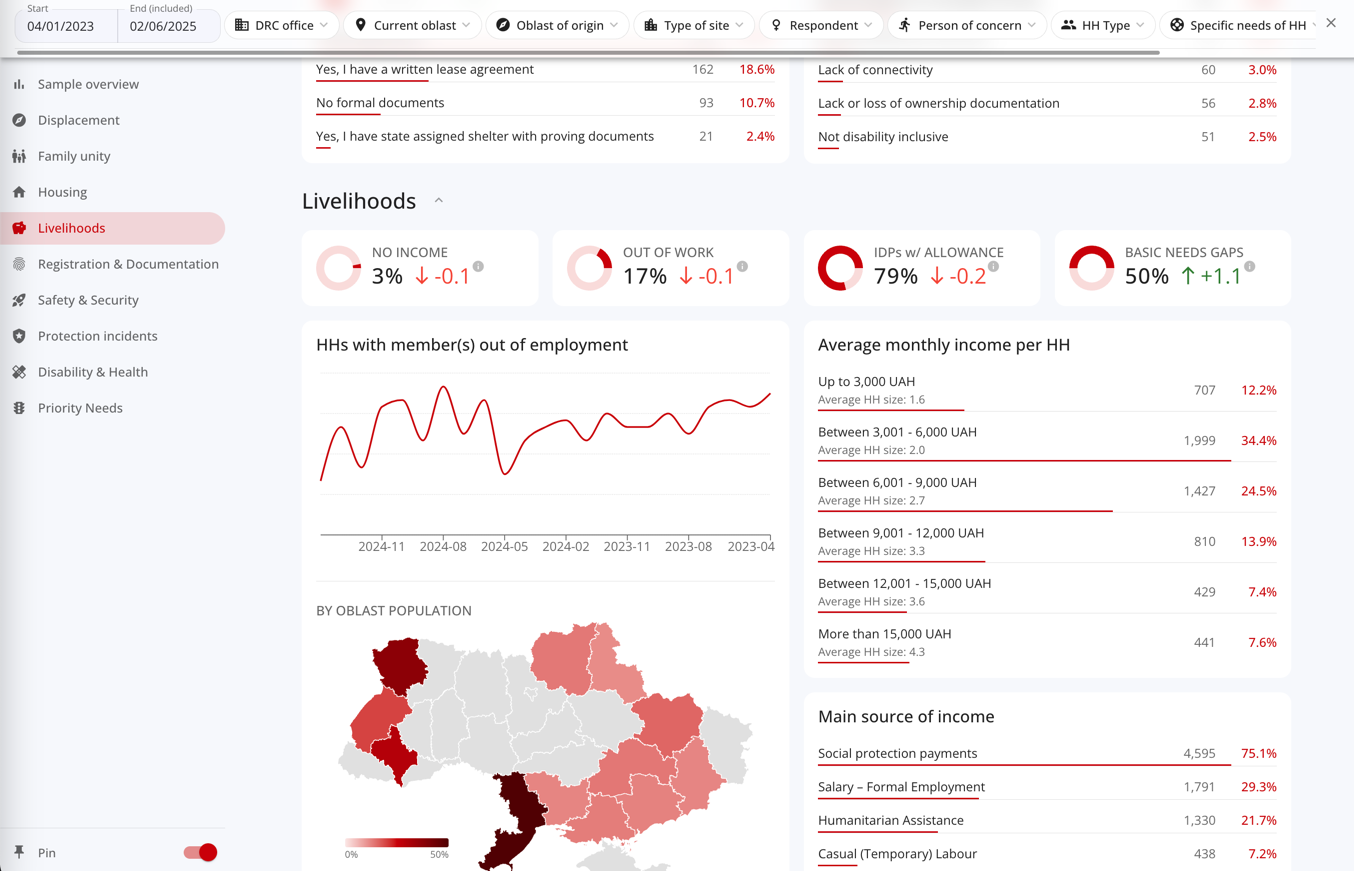 Start
04/01/2023
End (included)
02/06/2025
DRC office
Current oblast
Oblast of origin
Type of site
Respondent
Person of concern
HH Type
Specific needs of HH
Sample overview
Displacement
Family unity
Housing
Livelihoods
Registration & Documentation
Safety & Security
Protection incidents
Disability & Health
Priority Needs
Pin
Yes, I have a written lease agreement 162 18.6%
No formal documents 93 10.7%
Yes, I have state assigned shelter with proving documents 21 2.4%
Lack of connectivity 60 3.0%
Lack or loss of ownership documentation 56 2.8%
Not disability inclusive 51 2.5%
Livelihoods
NO INCOME
3% -0.1
OUT OF WORK
17% -0.1
IDPs w/ ALLOWANCE
79% -0.2
BASIC NEEDS GAPS
50% +1.1
HHs with member(s) out of employment
2024-11 2024-08 2024-05 2024-02 2023-11 2023-08 2023-04
BY OBLAST POPULATION
0% 50%
Average monthly income per HH
Up to 3,000 UAH
Average HH size: 1.6
707 12.2%
Between 3,001 - 6,000 UAH
Average HH size: 2.0
1,999 34.4%
Between 6,001 - 9,000 UAH
Average HH size: 2.7
1,427 24.5%
Between 9,001 - 12,000 UAH
Average HH size: 3.3
810 13.9%
Between 12,001 - 15,000 UAH
Average HH size: 3.6
429 7.4%
More than 15,000 UAH
Average HH size: 4.3
441 7.6%
Main source of income
Social protection payments 4,595 75.1%
Salary – Formal Employment 1,791 29.3%
Humanitarian Assistance 1,330 21.7%
Casual (Temporary) Labour 438 7.2%